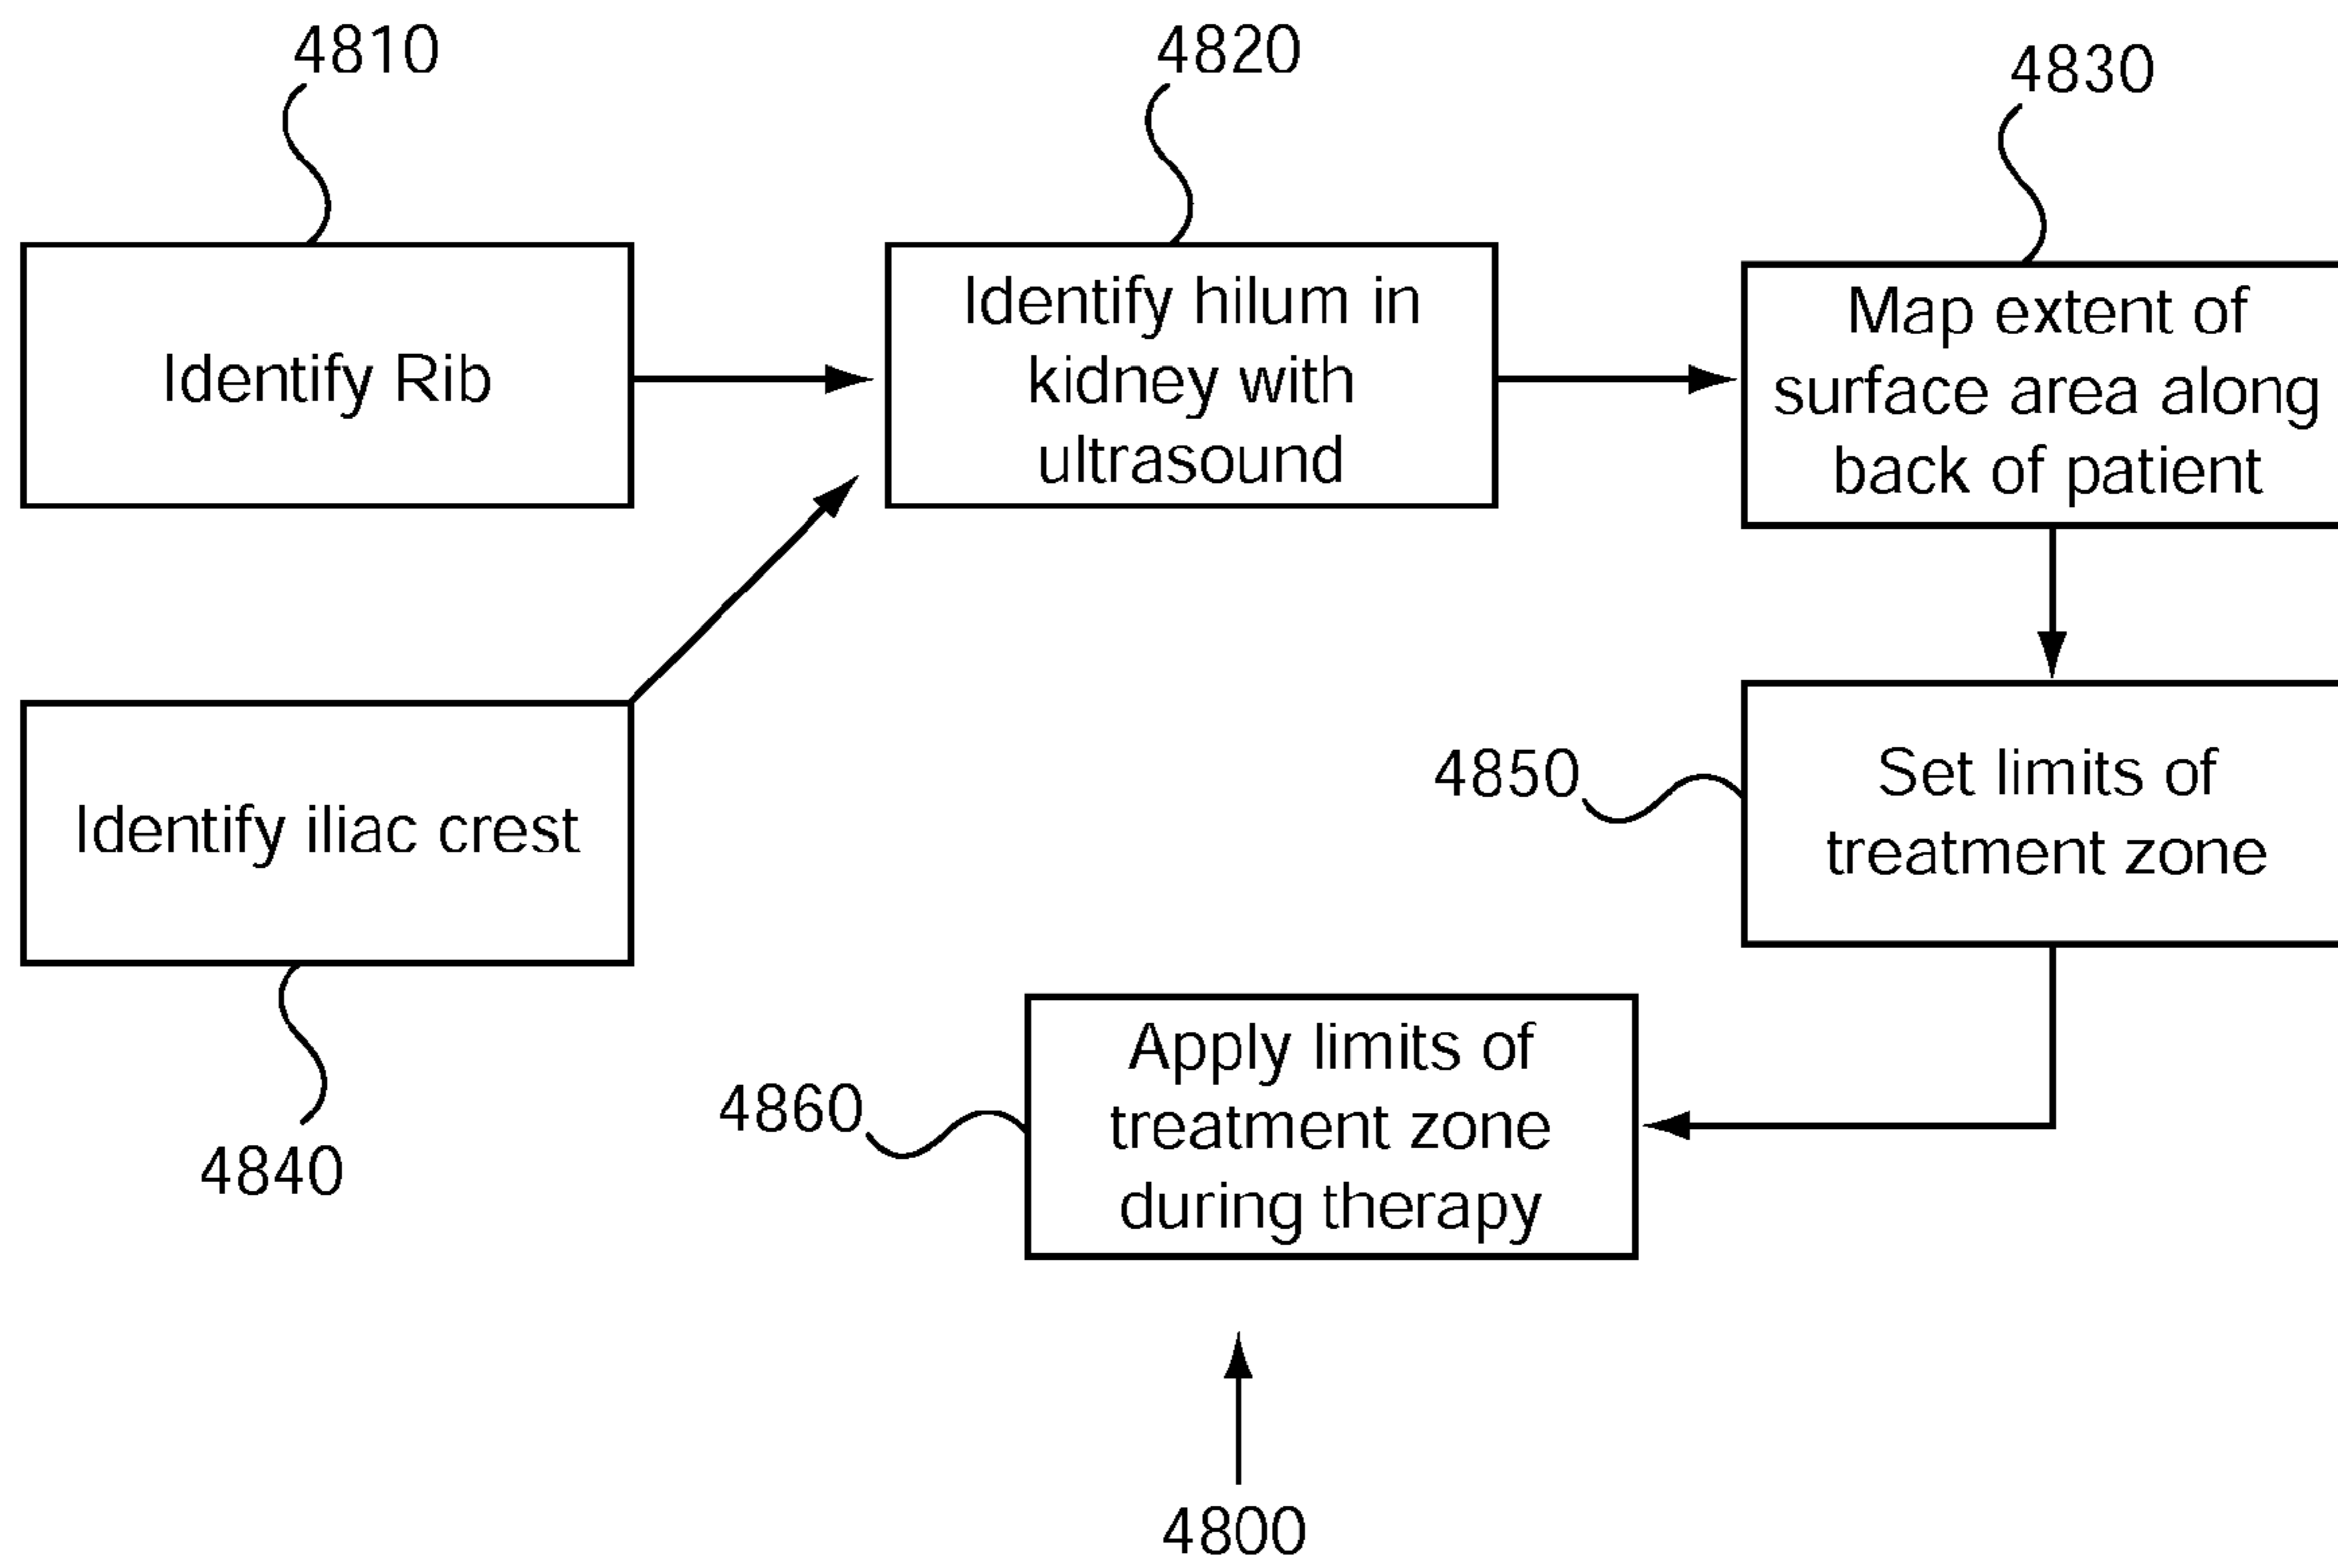 4810
4820
4830
Identify Rib
Identify hilum in
kidney with
ultrasound
Map extent of
surface area along
back of patient
Identify iliac crest
4840
4850
Set limits of
treatment zone
4860
Apply limits of
treatment zone
during therapy
4800